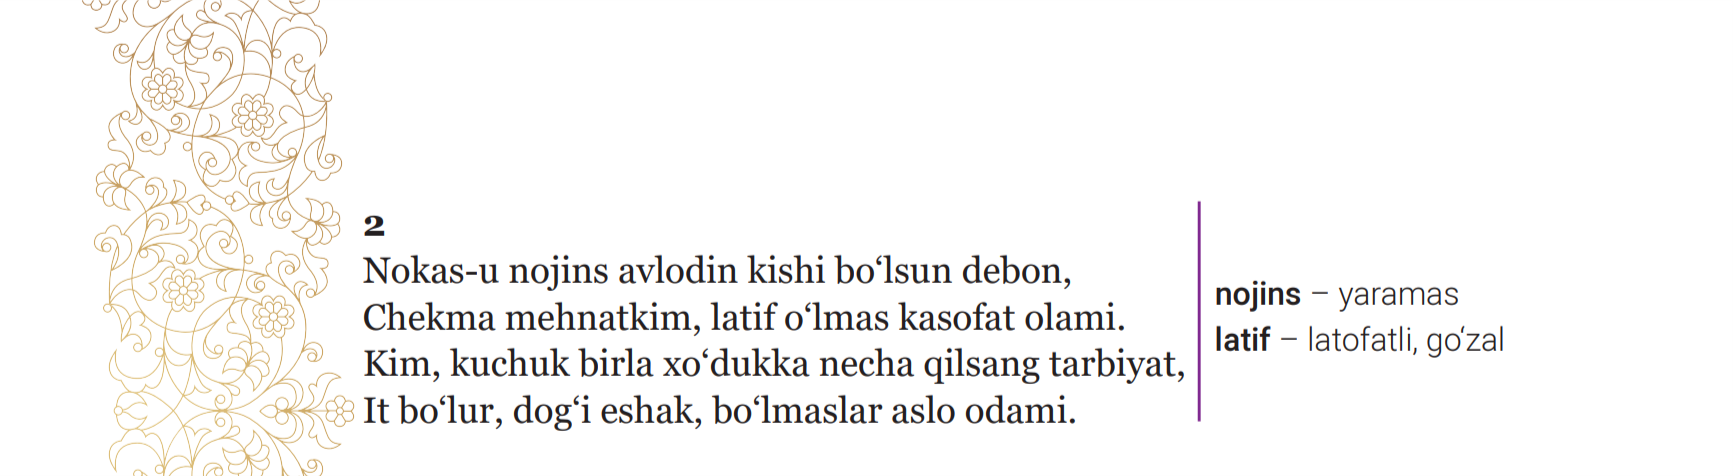 2
Nokas-u nojins avlodin kishi bo‘lsun debon,
Chekma mehnatkim, latif o‘lmas kasofat olami.
Kim, kuchuk birla xo‘dukka necha qilsang tarbiyat,
It bo‘lur, dog‘i eshak, bo‘lmaslar aslo odami.
nojins – yaramas
latif – latofatli, go‘zal